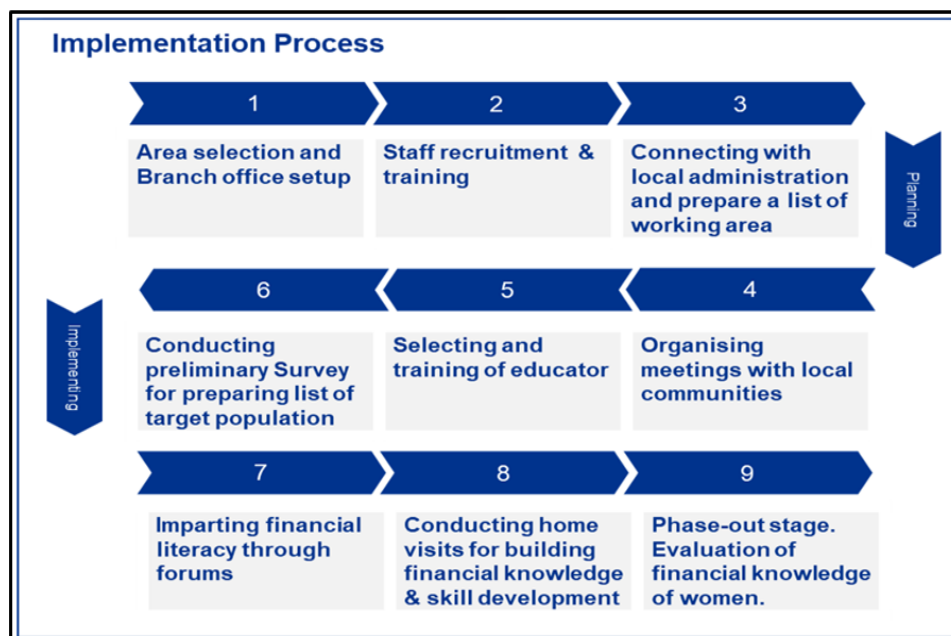 Implementation Process
1
2
3
Area selection and
Branch office setup
Staff recruitment & 
training
Connecting with
local administration
and prepare a list of
working area
Planning
4
Organising
meetings with local
communities
5
Selecting and
training of educator
6
Conducting
preliminary Survey
for preparing list of
target population
Implementing
7
Imparting financial
literacy through
forums
8
Conducting home
visits for building
financial knowledge
& skill development
9
Phase-out stage.
Evaluation of
financial knowledge
of women.